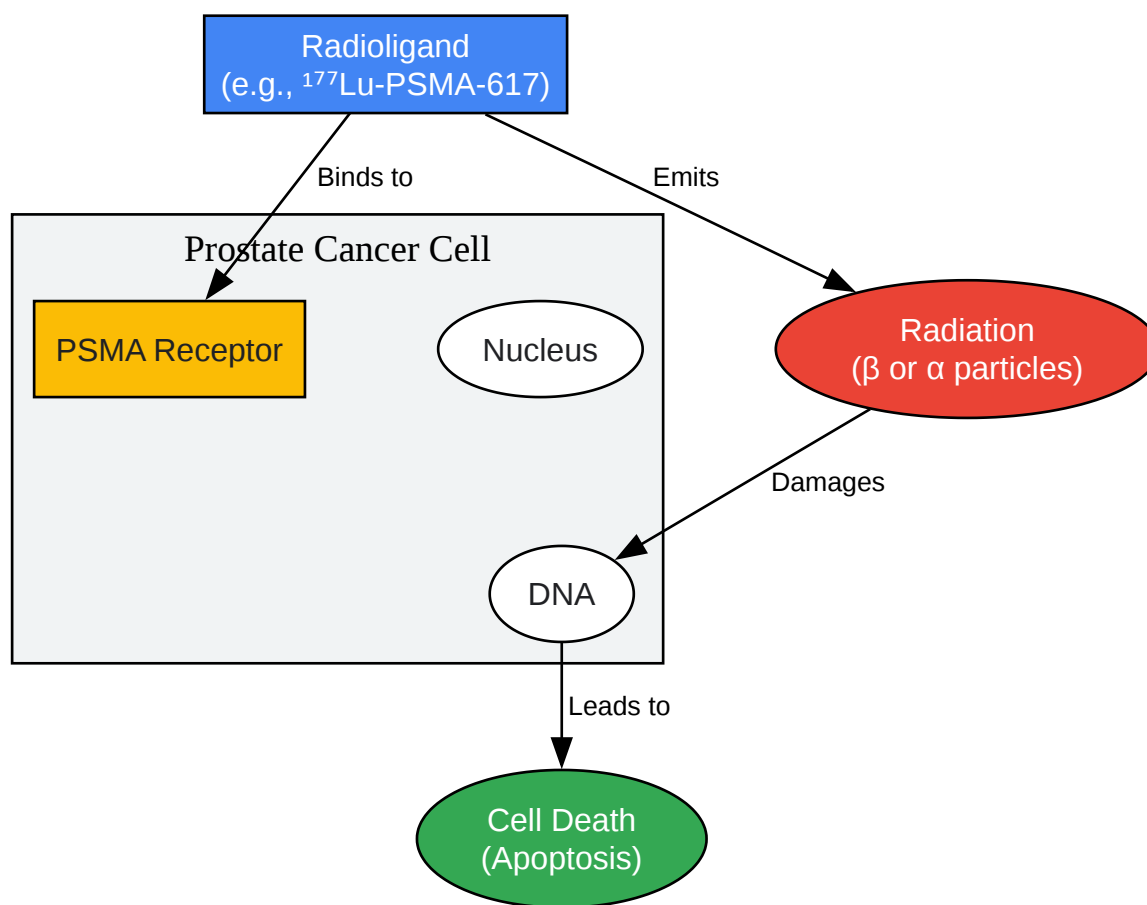 Radioligand
(e.g., ¹⁷⁷Lu-PSMA-617)
Binds to
Emits
Prostate Cancer Cell
PSMA Receptor
Nucleus
Radiation
(β or α particles)
Damages
DNA
Leads to
Cell Death
(Apoptosis)